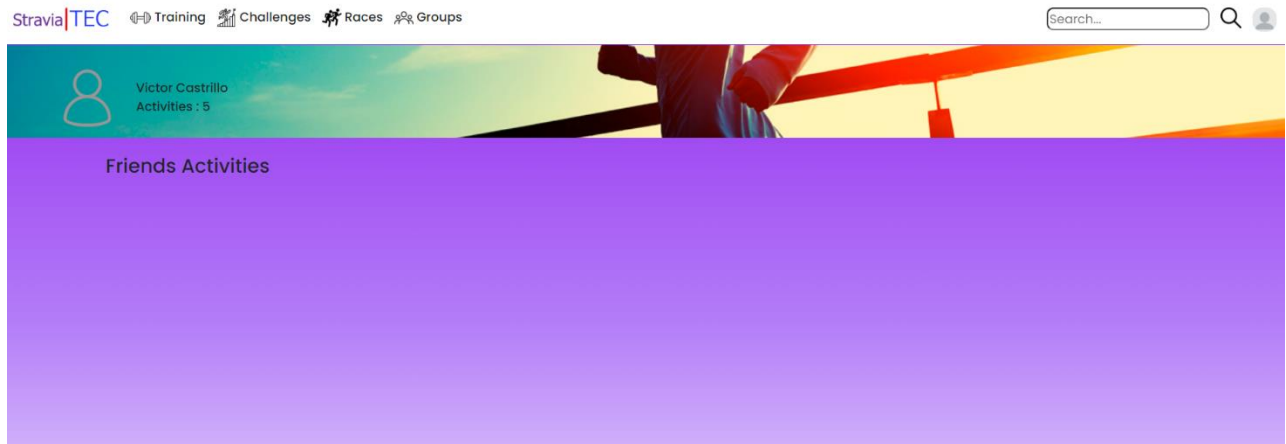 Stravia|TEC Training Challenges Races Groups Search...
Victor Castrillo
Activities : 5
Friends Activities